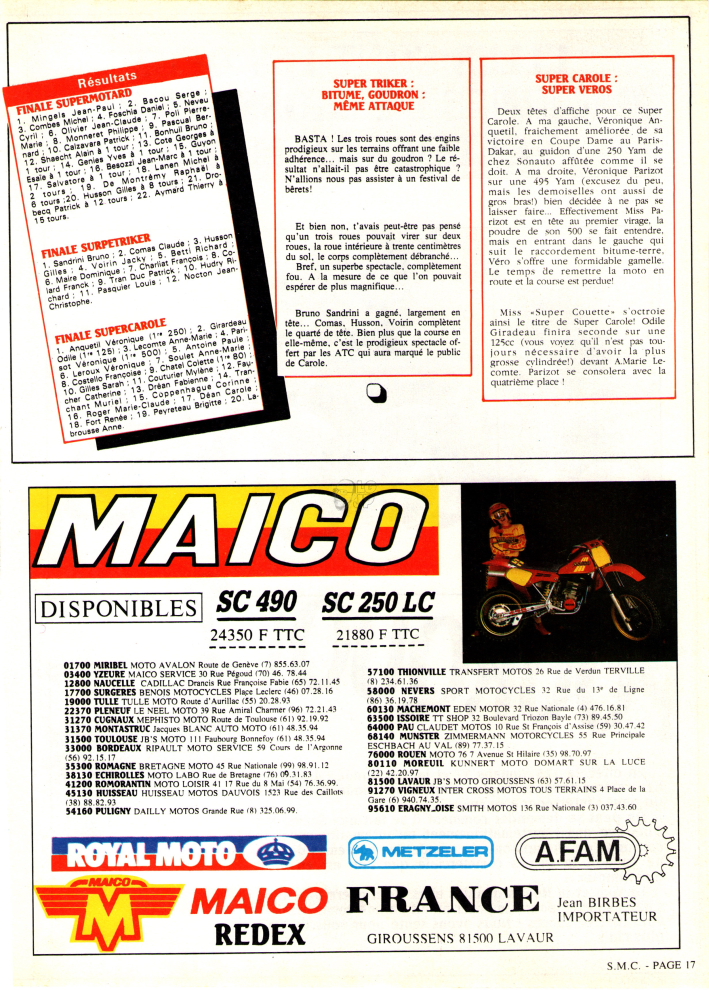 Résultats
FINALE SUPERMOTARD
1. Mingels Jean-Paul ; 2. Bacou Serge ;
3. Combes Michel ; 4. Foschia Daniel ; 5. Neveu
Cyril ; 6. Olivier Jean-Claude ; 7. Poli Pierre-
Marie ; 8. Monneret Philippe ; 9. Pascual Ber-
nard ; 10. Calzavara Patrick ; 11. Bonhuil Bruno ;
12. Shaecht Alain à 1 tour ; 13. Cote Georges à
1 tour ; 14. Genies Yves à 1 tour ; 15. Guyon
Esale à 1 tour ; 16. Besozzi Jean-Marc à 1 tour ;
17. Salvatore à 1 tour ; 18. Lanen Michel à
2 tours ; 19. De Montrémy Raphaël à
6 tours ;20. Husson Gilles à 8 tours ; 21. Dro-
becq Patrick à 12 tours ; 22. Aymard Thierry à
15 tours.
FINALE SURPETRIKER
1. Sandrini Bruno ; 2. Comas Claude ; 3. Husson
Gilles ; 4. Voirin Jacky ; 5. Betti Richard ;
6. Maire Dominique ; 7. Charliat François ; 8. Co-
lard Franck ; 9. Tran Duc Patrick ; 10. Hudry Ri-
chard ; 11. Pasquier Louis ; 12. Nocton Jean-
Christophe.
FINALE SUPERCAROLE
1. Anquetil Véronique (1re 250) ; 2. Girardeau
Odile (1re 125) ; 3. Lecomte Anne-Marie ; 4. Pari-
sot Véronique (1re 500) ; 5. Antoine Paule ;
6. Leroux Véronique ; 7. Soulet Anne-Marie ;
8. Costello Françoise ; 9. Chatel Colette (1re 80) ;
10. Gilles Sarah ; 11. Couturier Mylène ; 12. Fau-
cher Catherine ; 13. Dréan Fabienne ; 14. Tran-
chant Muriel ; 15. Coppenhague Corinne ;
16. Roger Marie-Claude ; 17. Déan Carole ;
18. Fort Renée ; 19. Peyreteau Brigitte ; 20. La-
brousse Anne.
SUPER TRIKER :
BITUME, GOUDRON :
MÊME ATTAQUE
BASTA ! Les trois roues sont des engins
prodigieux sur les terrains offrant une faible
adhérence... mais sur du goudron ? Le ré-
sultat n'allait-il pas être catastrophique ?
N'allions nous pas assister à un festival de
bêrets!
Et bien non, t'avais peut-être pas pensé
qu'un trois roues pouvait virer sur deux
roues, la roue intérieure à trente centimètres
du sol, le corps complètement débranché...
Bref, un superbe spectacle, complètement
fou. A la mesure de ce que l'on pouvait
espérer de plus magnifique...
Bruno Sandrini a gagné, largement en
tête... Comas, Husson, Voirin complètent
le quarté de tête. Bien plus que la course en
elle-même, c'est le prodigieux spectacle of-
fert par les ATC qui aura marqué le public
de Carole.
SUPER CAROLE :
SUPER VEROS
Deux têtes d'affiche pour ce Super
Carole. A ma gauche, Véronique An-
quetil, fraichement améliorée de sa
victoire en Coupe Dame au Paris-
Dakar, au guidon d'une 250 Yam de
chez Sonauto affûtée comme il se
doit. A ma droite, Véronique Parizot
sur une 495 Yam (excusez du peu,
mais les demoiselles ont aussi de
gros bras!) bien décidée à ne pas se
laisser faire... Effectivement Miss Pa-
rizot est en tête au premier virage, la
poudre de son 500 se fait entendre,
mais en entrant dans le gauche qui
suit le raccordement bitume-terre,
Véro s'offre une formidable gamelle.
Le temps de remettre la moto en
route et la course est perdue!
Miss «Super Couette» s'octroie
ainsi le titre de Super Carole! Odile
Giradeau finira seconde sur une
125cc (vous voyez qu'il n'est pas tou-
jours nécessaire d'avoir la plus
grosse cylindrée!) devant A.Marie Le-
comte. Parizot se consolera avec la
quatrième place !
MAICO
DISPONIBLES
SC 490
24350 F TTC
SC 250 LC
21880 F TTC
01700 MIRIBEL MOTO AVALON Route de Genève (7) 855.63.07
03400 YZEURE MAICO SERVICE 30 Rue Pégoud (70) 46. 78.44
12800 NAUCELLE CADILLAC Drancis Rue Françoise Fabie (65) 72.11.45
17700 SURGERES BENOIS MOTOCYCLES Place Leclerc (46) 07.28.16
19000 TULLE TULLE MOTO Route d'Aurillac (55) 20.28.93
22370 PLENEUF LE NEEL MOTO 39 Rue Amiral Charmer (96) 72.21.43
31270 CUGNAUX MEPHISTO MOTO Route de Toulouse (61) 92.19.92
31370 MONTASTRUC Jacques BLANC AUTO MOTO (61) 48.35.94
31500 TOULOUSE JB'S MOTO 111 Faubourg Bonnefoy (61) 48.35.94
33000 BORDEAUX RIPAULT MOTO SERVICE 59 Cours de l'Argonne
(56) 92.15.17
35300 ROMAGNE BRETAGNE MOTO 45 Rue Nationale (99) 98.91.12
38130 ECHIROLLES MOTO LABO Rue de Bretagne (76) 09.31.83
41200 ROMORANTIN MOTO LOISIR 41 17 Rue du 8 Mai (54) 76.36.99.
45130 HUISSEAU HUISSEAU MOTOS DAUVOIS 1523 Rue des Caillots
(38) 88.82.93
54160 PULIGNY DAILLY MOTOS Grande Rue (8) 325.06.99.
57100 THIONVILLE TRANSFERT MOTOS 26 Rue de Verdun TERVILLE
(8) 234.61.36
58000 NEVERS SPORT MOTOCYCLES 32 Rue du 13e de Ligne
(86) 36.19.78
60130 MACHEMONT EDEN MOTOR 32 Rue Nationale (4) 476.16.81
63500 ISSOIRE TT SHOP 32 Boulevard Triozon Bayle (73) 89.45.50
64000 PAU CLAUDET MOTOS 10 Rue St François d'Assise (59) 30.47.42
68140 MUNSTER ZIMMERMANN MOTORCYCLES 55 Rue Principale
ESCHBACH AU VAL (89) 77.37.15
76000 ROUEN MOTO 76 7 Avenue St Hilaire (35) 98.70.97
80110 MOREUIL KUNNERT MOTO DOMART SUR LA LUCE
(22) 42.20.97
81500 LAVAUR JB'S MOTO GIROUSSENS (63) 57.61.15
91270 VIGNEUX INTER CROSS MOTOS TOUS TERRAINS 4 Place de la
Gare (6) 940.74.35.
95610 ERAGNY_OISE SMITH MOTOS 136 Rue Nationale (3) 037.43.60
ROYAL MOTO
METZELER
A.F.A.M.
MAICO
M
MAICO FRANCE
REDEX
Jean BIRBES
IMPORTATEUR
GIROUSSENS 81500 LAVAUR
S.M.C. - PAGE 17